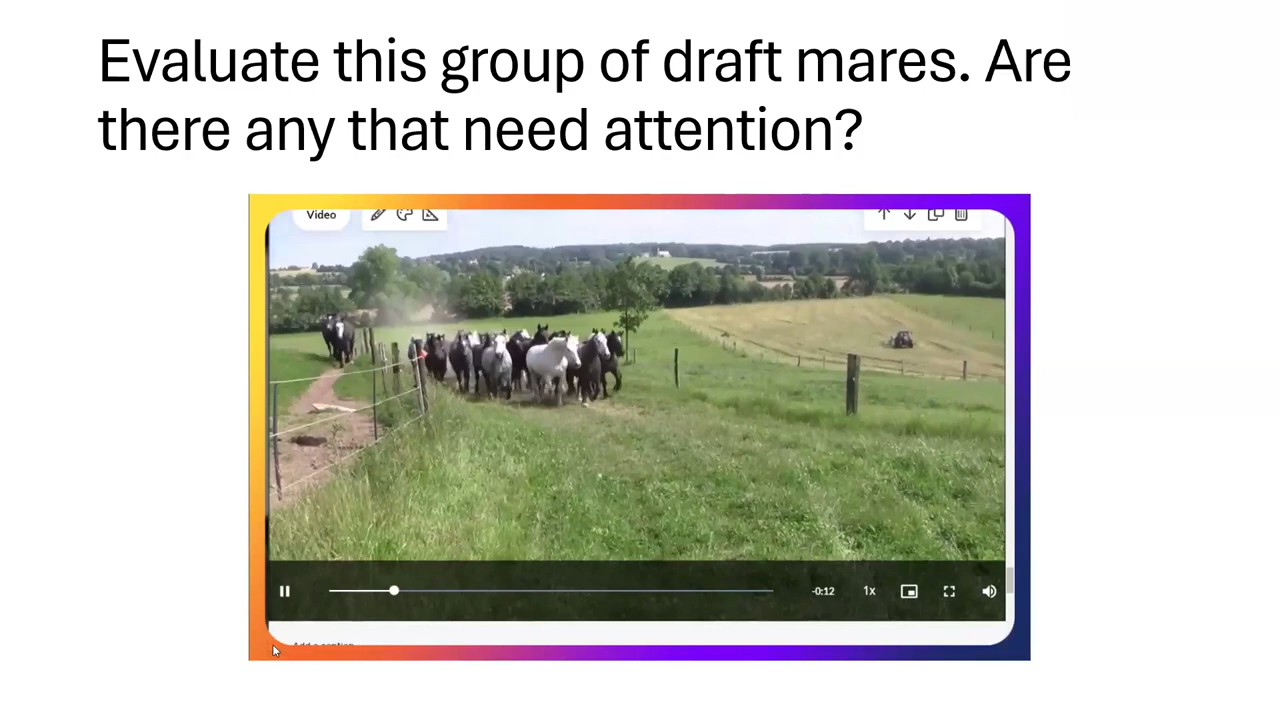 Evaluate this group of draft mares. Are
there any that need attention?
Video
-0:12
1x